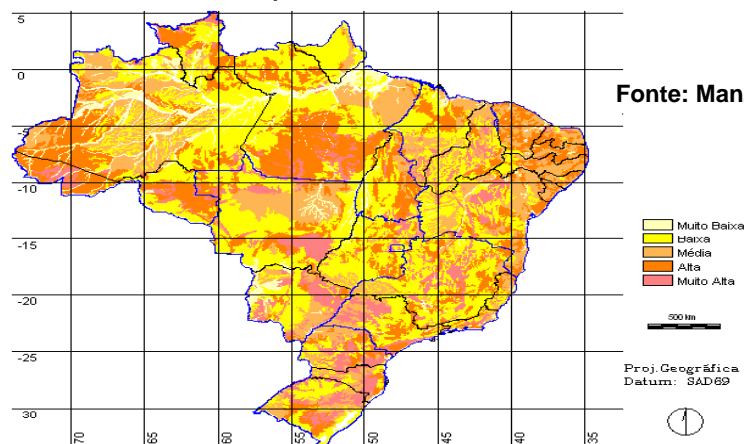 5
0
-5
-10
-15
-20
-25
30
70
65
60
55
50
45
40
35
Fonte: Man
Muito Baixa
Baixa
Média
Alta
Muito Alta
500 km
Proj.Geográfica
Datum: SAD69